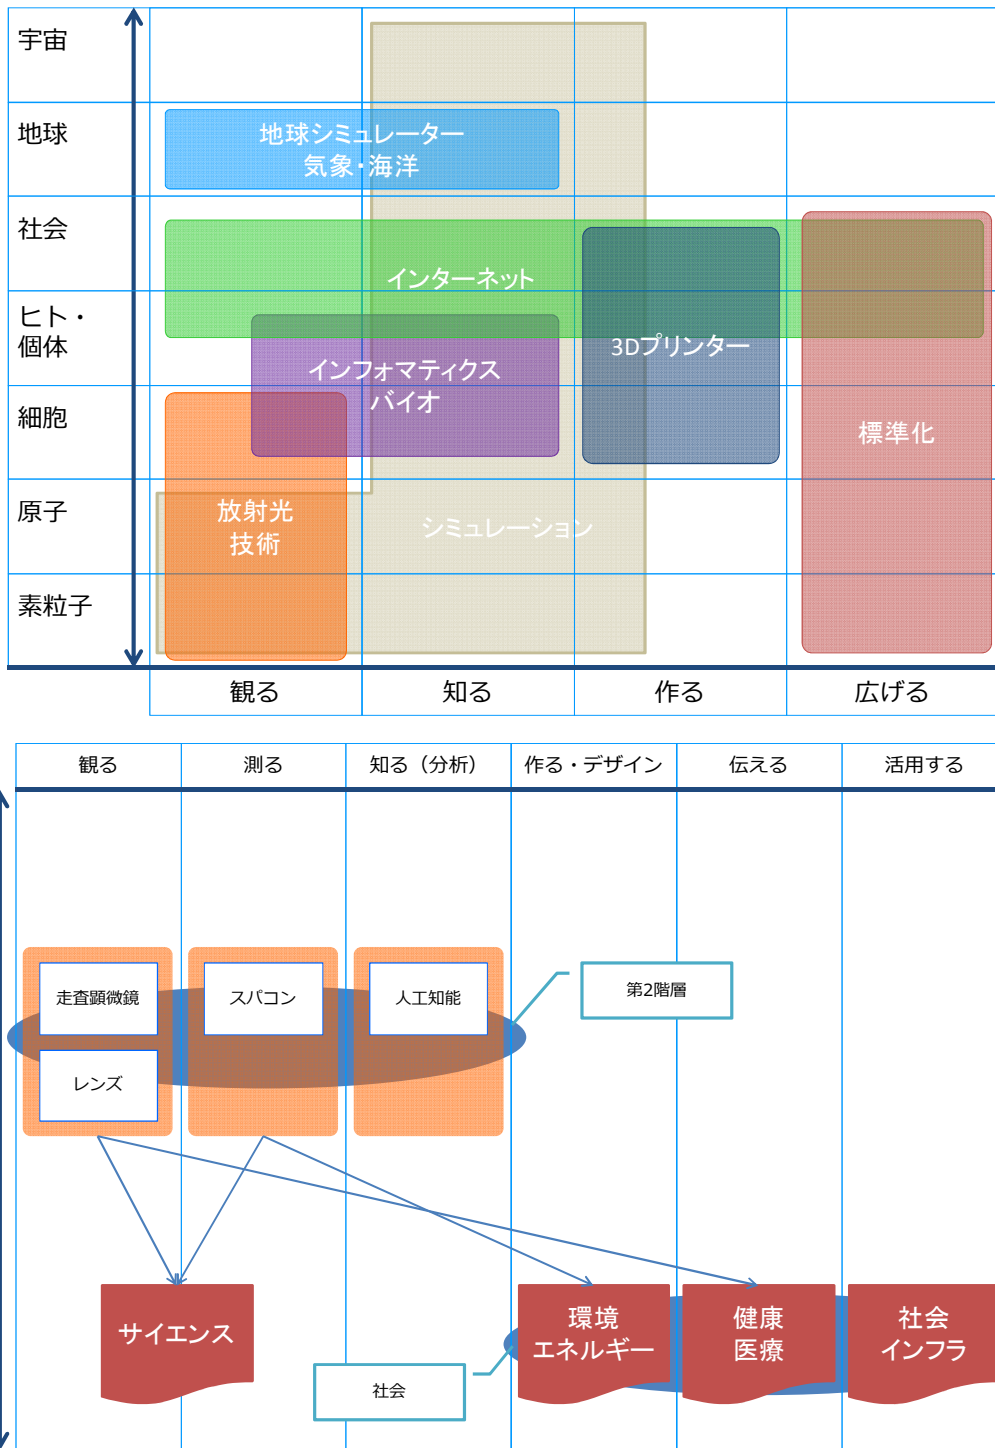 宇宙
地球
地球シミュレーター
気象・海洋
社会
インターネット
ヒト・
個体
3Dプリンター
インフォマティクス
バイオ
細胞
標準化
原子
放射光
技術
シミュレーション
素粒子
観る
知る
作る
広げる
観る
測る
知る（分析）
作る・デザイン
伝える
活用する
走査顕微鏡
スパコン
人工知能
第2階層
レンズ
サイエンス
環境
エネルギー
健康
医療
社会
インフラ
社会